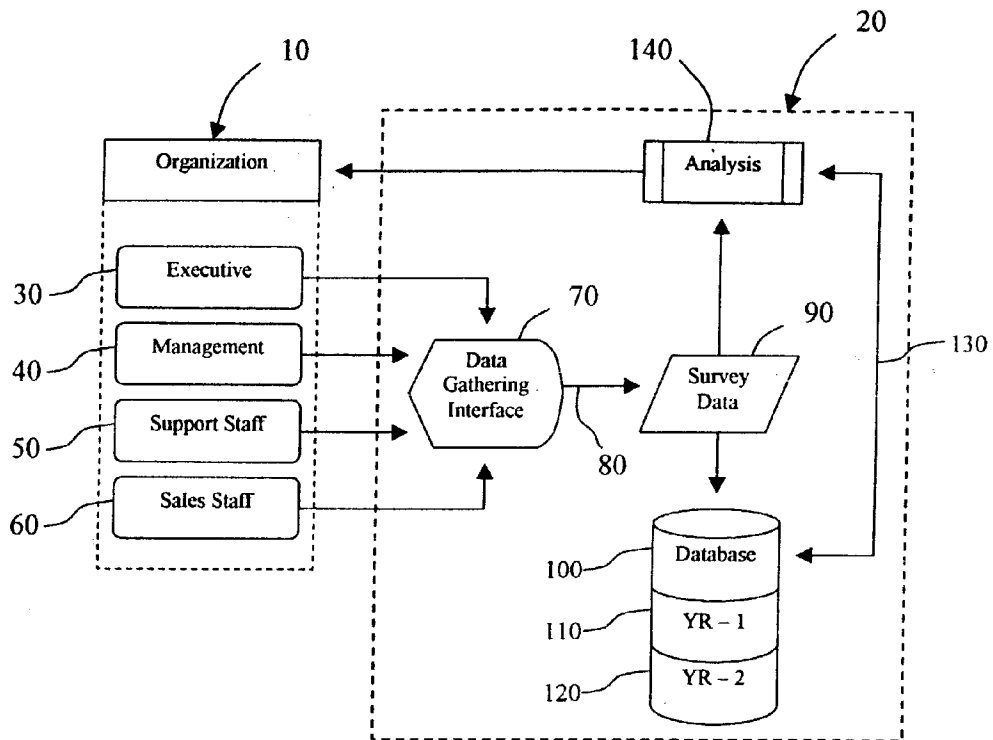 20
10
140
Organization
Analysis
Executive
30
70
90
Management
Data
Gathering
Interface
130
40
Survey
Data
Support Staff
50
80
Sales Staff
60
Database
100
YR – 1
110
YR – 2
120